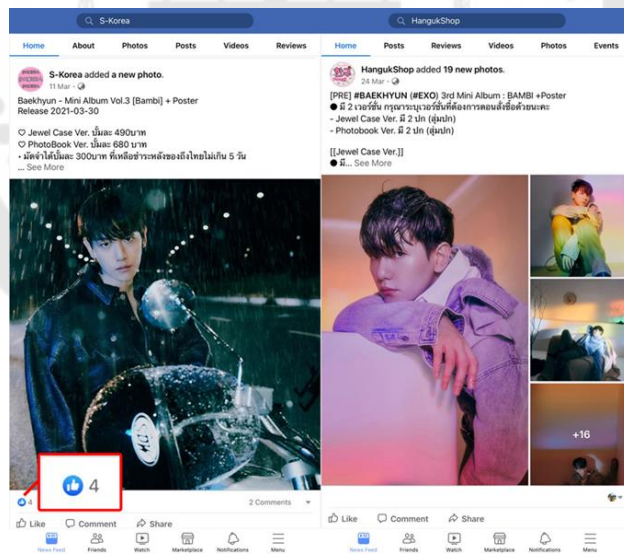 S-Korea
Home About Photos Posts Videos Reviews
S-Korea added a new photo.
11 Mar
Baekhyun - Mini Album Vol.3 [Bambi] + Poster
Release 2021-03-30
♡ Jewel Case Ver. บั้มละ 490บาท
♡ PhotoBook Ver. บั้มละ 680 บาท
• มัดจำได้บั้มละ 300บาท ที่เหลือชำระหลังของถึงไทยไม่เกิน 5 วัน
... See More
4
4
2 Comments
Like Comment Share
News Feed Friends Watch Marketplace Notifications Menu
HangukShop
Home Posts Reviews Videos Photos Events
HangukShop added 19 new photos.
24 Mar
[PRE] #BAEKHYUN (#EXO) 3rd Mini Album : BAMBI +Poster
● มี 2 เวอร์ชั่น กรุณาระบุเวอร์ชั่นที่ต้องการตอนสั่งซื้อด้วยนะคะ
- Jewel Case Ver. มี 2 ปก (สุ่มปก)
- Photobook Ver. มี 2 ปก (สุ่มปก)
[[Jewel Case Ver.]]
● มี... See More
+16
Like Comment Share
News Feed Friends Watch Marketplace Notifications Menu